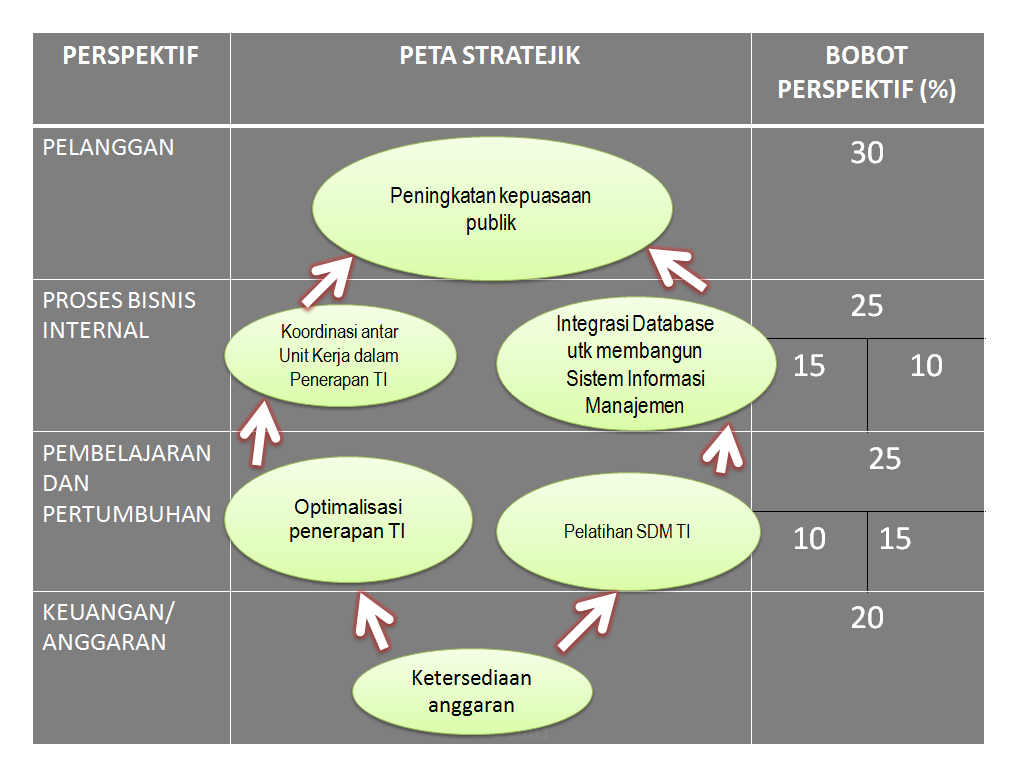 PERSPEKTIF
PETA STRATEJIK
BOBOT
PERSPEKTIF (%)
PELANGGAN
Peningkatan kepuasaan
publik
30
PROSES BISNIS
INTERNAL
Koordinasi antar
Unit Kerja dalam
Penerapan TI
Integrasi Database
utk membangun
Sistem Informasi
Manajemen
25
15
10
PEMBELAJARAN
DAN
PERTUMBUHAN
Optimalisasi
penerapan TI
Pelatihan SDM TI
25
10
15
KEUANGAN/
ANGGARAN
Ketersediaan
anggaran
20